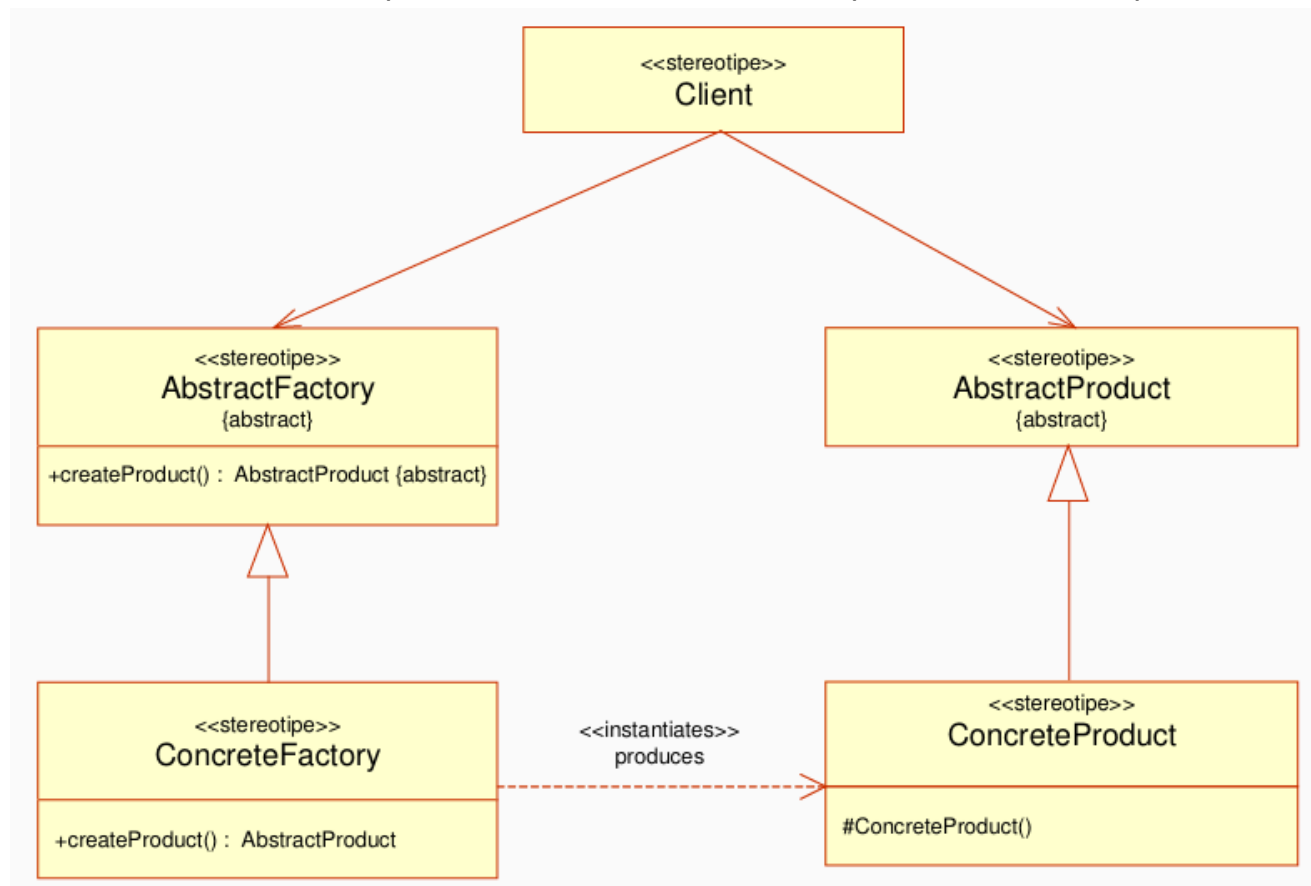 <<stereotipe>>
Client
<<stereotipe>>
AbstractFactory
{abstract}
+createProduct() : AbstractProduct {abstract}
<<stereotipe>>
AbstractProduct
{abstract}
<<stereotipe>>
ConcreteFactory
+createProduct() : AbstractProduct
<<instantiates>>
produces
<<stereotipe>>
ConcreteProduct
#ConcreteProduct()